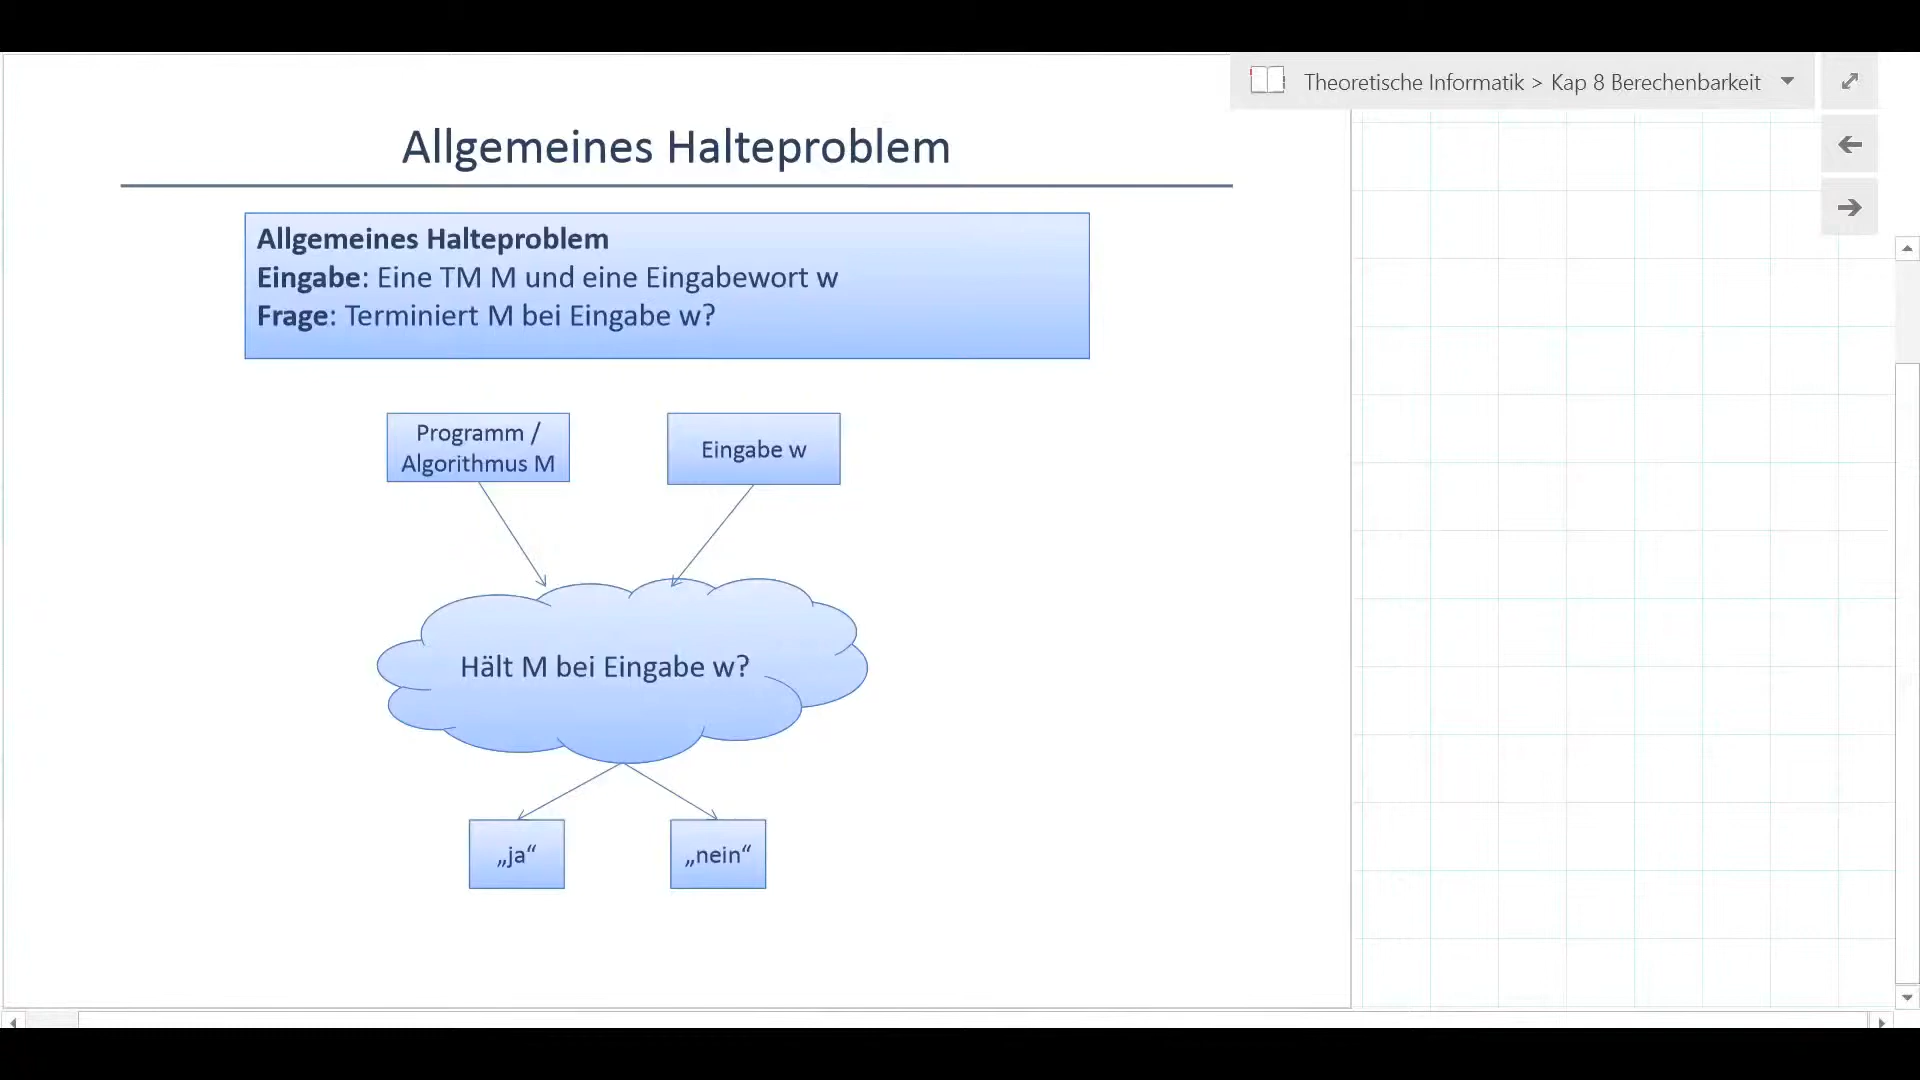 Theoretische Informatik > Kap 8 Berechenbarkeit
Allgemeines Halteproblem
Allgemeines Halteproblem
Eingabe: Eine TM M und eine Eingabewort w
Frage: Terminiert M bei Eingabe w?
Programm /
Algorithmus M
Eingabe w
Hält M bei Eingabe w?
„ja“
„nein“